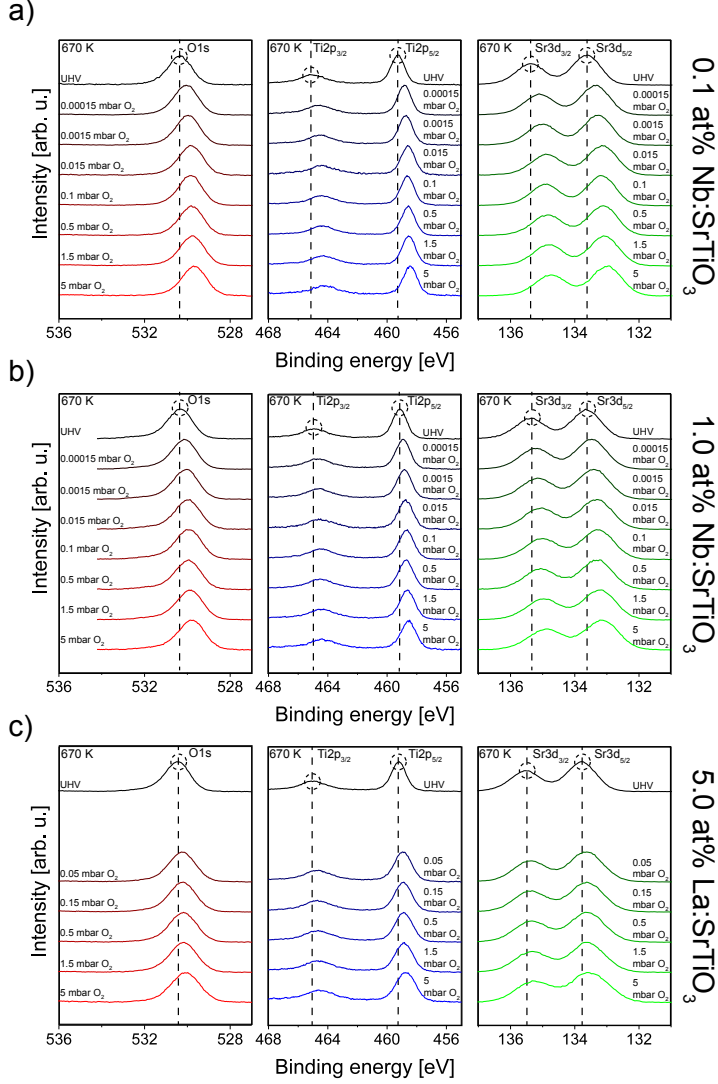 a)
670 K O1s
UHV
0.00015 mbar O₂
0.0015 mbar O₂
0.015 mbar O₂
0.1 mbar O₂
0.5 mbar O₂
1.5 mbar O₂
5 mbar O₂
536 533 530 527
670 K Ti2p₃/₂ Ti2p₅/₂
UHV
0.00015
mbar O₂
0.0015
mbar O₂
0.015
mbar O₂
0.1
mbar O₂
0.5
mbar O₂
1.5
mbar O₂
5
mbar O₂
468 464 460 456
670 K Sr3d₃/₂ Sr3d₅/₂
UHV
0.00015
mbar O₂
0.0015
mbar O₂
0.015
mbar O₂
0.1
mbar O₂
0.5
mbar O₂
1.5
mbar O₂
5
mbar O₂
136 134 132
Intensity [arb. u.]
Binding energy [eV]
0.1 at% Nb:SrTiO₃
b)
670 K O1s
UHV
0.00015 mbar O₂
0.0015 mbar O₂
0.015 mbar O₂
0.1 mbar O₂
0.5 mbar O₂
1.5 mbar O₂
5 mbar O₂
536 533 530 527
670 K Ti2p₃/₂ Ti2p₅/₂
UHV
0.00015
mbar O₂
0.0015
mbar O₂
0.015
mbar O₂
0.1
mbar O₂
0.5
mbar O₂
1.5
mbar O₂
5
mbar O₂
468 464 460 456
670 K Sr3d₃/₂ Sr3d₅/₂
UHV
0.00015
mbar O₂
0.0015
mbar O₂
0.015
mbar O₂
0.1
mbar O₂
0.5
mbar O₂
1.5
mbar O₂
5
mbar O₂
136 134 132
Intensity [arb. u.]
Binding energy [eV]
1.0 at% Nb:SrTiO₃
c)
670 K O1s
UHV
0.05 mbar O₂
0.15 mbar O₂
0.5 mbar O₂
1.5 mbar O₂
5 mbar O₂
536 533 530 527
670 K Ti2p₃/₂ Ti2p₅/₂
UHV
0.05
mbar O₂
0.15
mbar O₂
0.5
mbar O₂
1.5
mbar O₂
5
mbar O₂
468 464 460 456
670 K Sr3d₃/₂ Sr3d₅/₂
UHV
0.05
mbar O₂
0.15
mbar O₂
0.5
mbar O₂
1.5
mbar O₂
5
mbar O₂
136 134 132
Intensity [arb. u.]
Binding energy [eV]
5.0 at% La:SrTiO₃